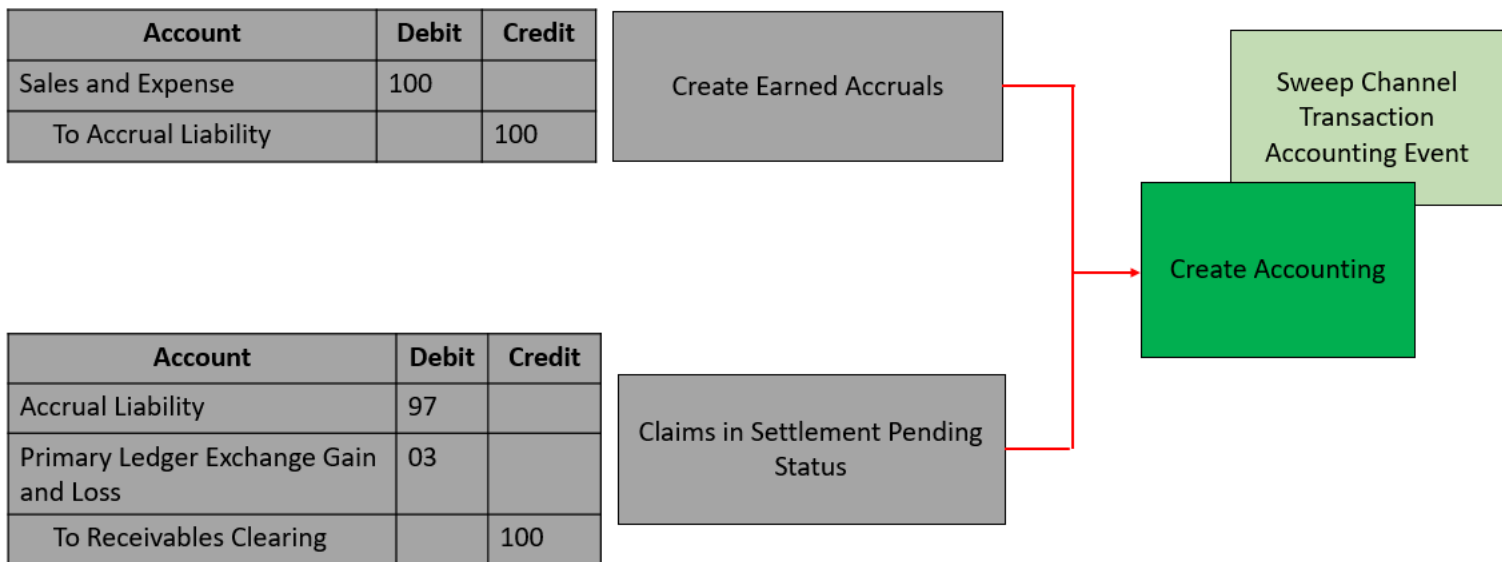 Account Debit Credit
Sales and Expense 100
To Accrual Liability 100
Create Earned Accruals
Sweep Channel
Transaction
Accounting Event
Create Accounting
Account Debit Credit
Accrual Liability 97
Primary Ledger Exchange Gain 03
and Loss
To Receivables Clearing 100
Claims in Settlement Pending
Status